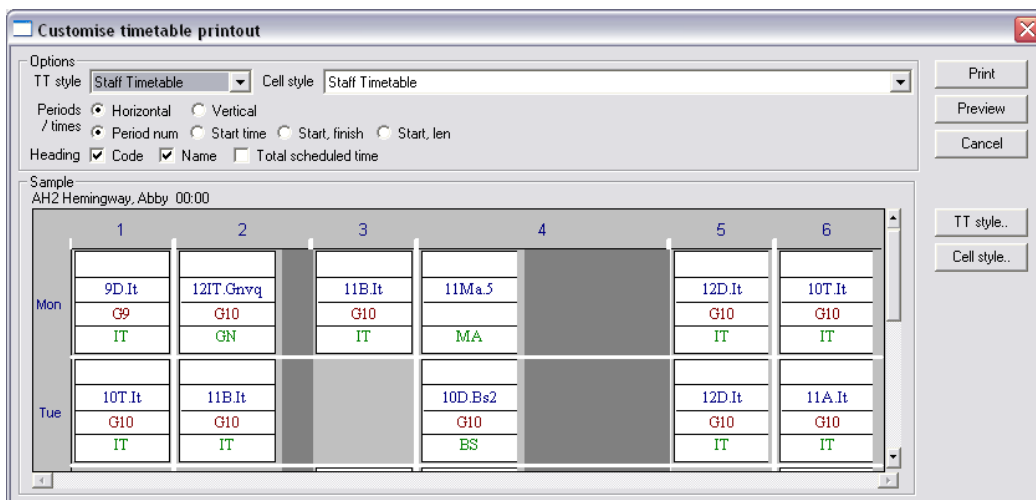 Customise timetable printout
Options
TT style Staff Timetable Cell style Staff Timetable
Periods / times Horizontal Vertical
Period num Start time Start, finish Start, len
Heading Code Name Total scheduled time
Print
Preview
Cancel
TT style..
Cell style..
Sample
AH2 Hemingway, Abby 00:00
1 2 3 4 5 6
Mon
9D.It 12IT.Gnvq 11B.It 11Ma.5 12D.It 10T.It
G9 G10 G10 G10 G10
IT GN IT MA IT IT
Tue
10T.It 11B.It 10D.Bs2 12D.It 11A.It
G10 G10 G10 G10 G10
IT IT BS IT IT